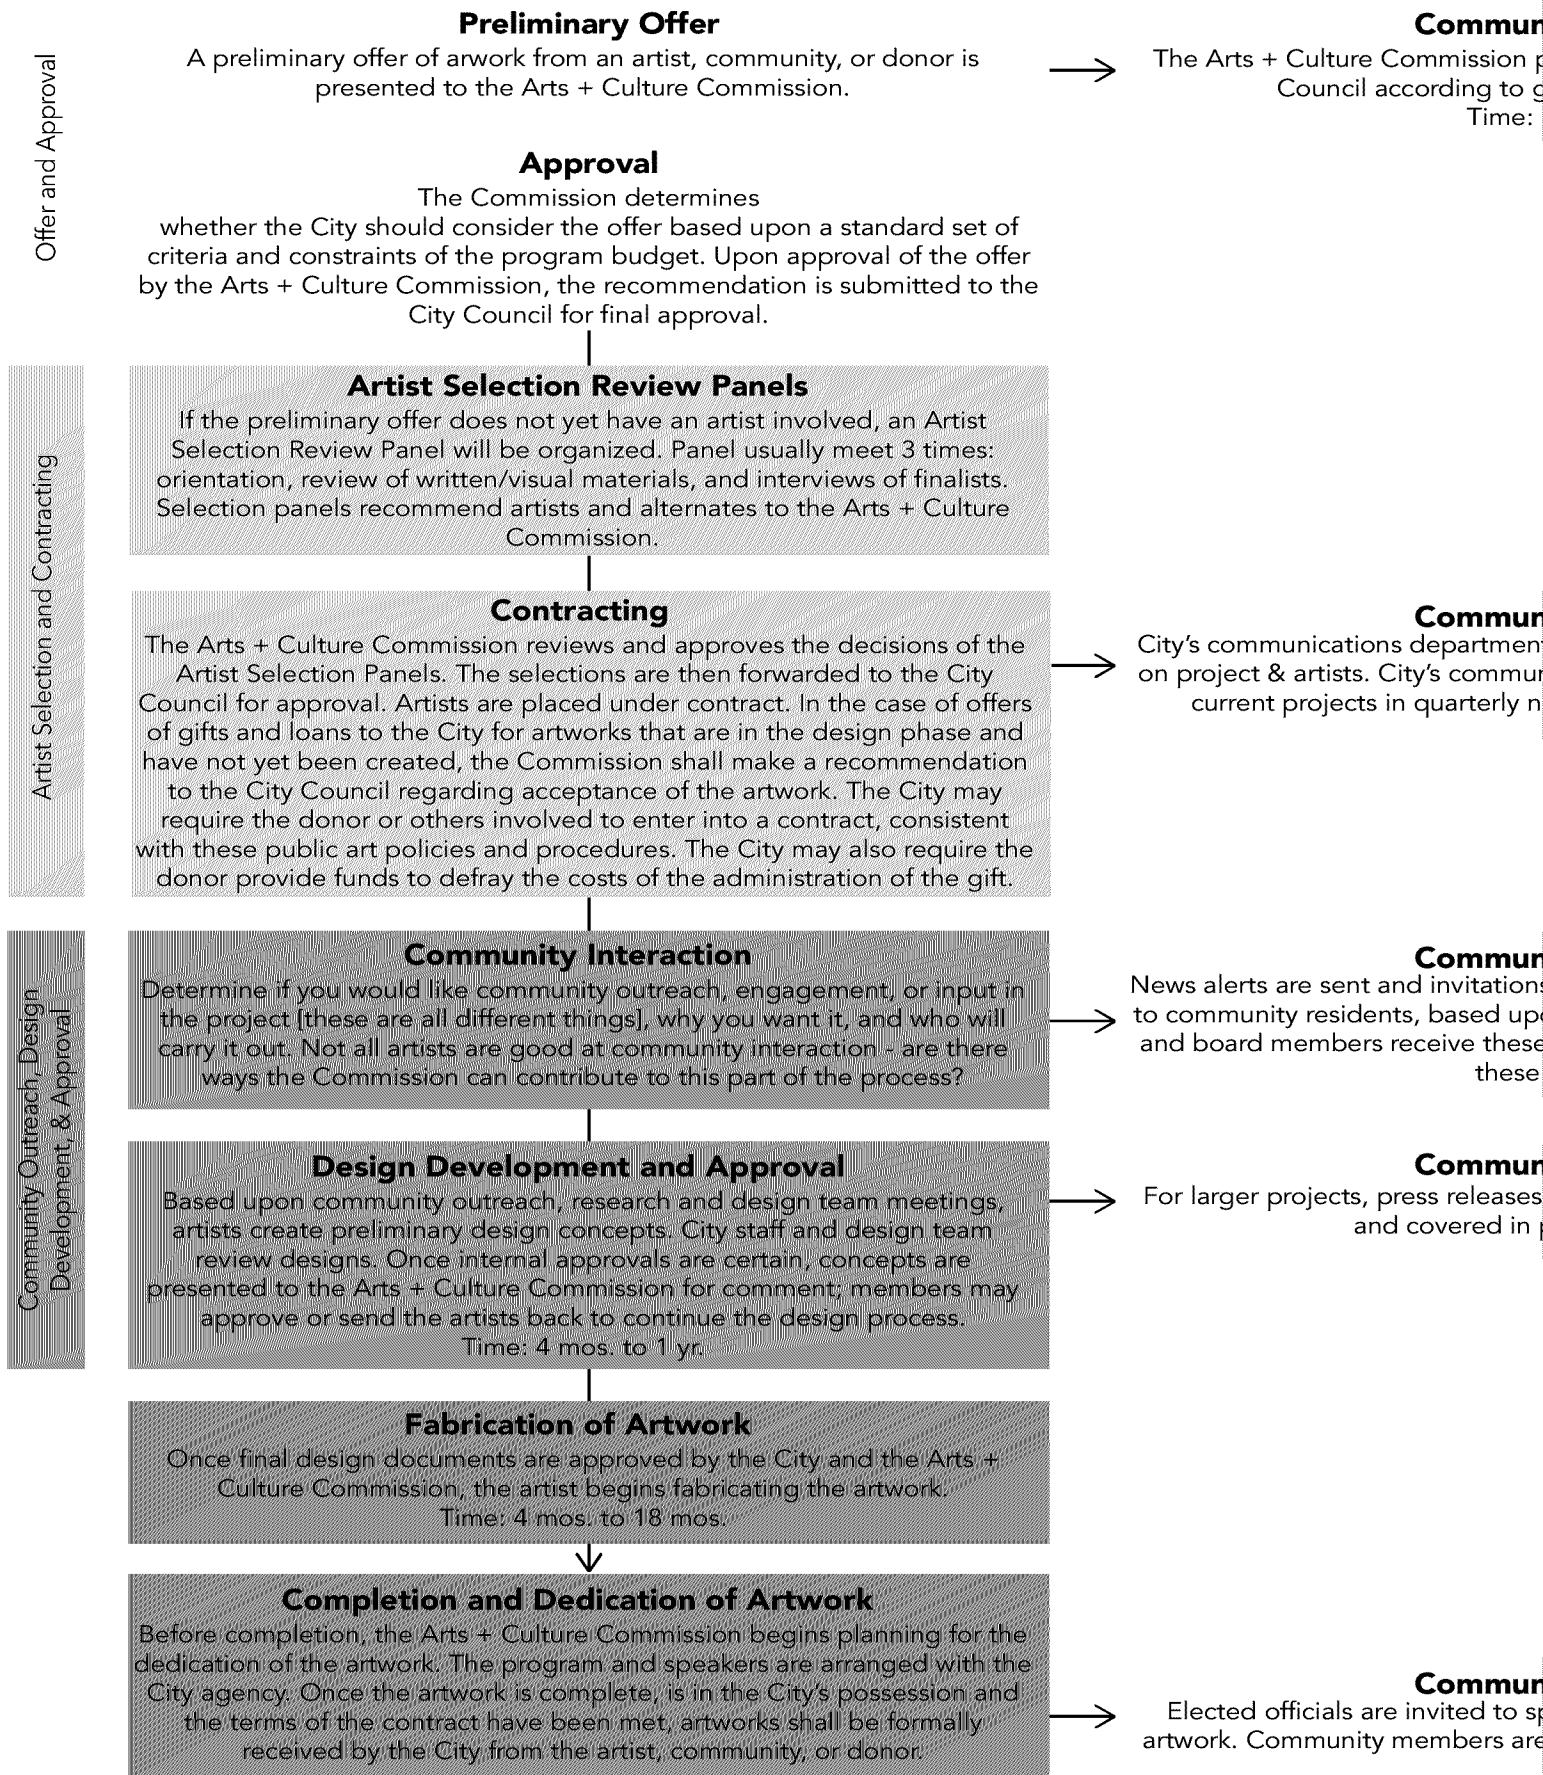 Offer and Approval
Preliminary Offer
A preliminary offer of arwork from an artist, community, or donor is
presented to the Arts + Culture Commission.
Commun
The Arts + Culture Commission
Council according to
Time:
Approval
The Commission determines
whether the City should consider the offer based upon a standard set of
criteria and constraints of the program budget. Upon approval of the offer
by the Arts + Culture Commission, the recommendation is submitted to the
City Council for final approval.
Artist Selection and Contracting
Artist Selection Review Panels
If the preliminary offer does not yet have an artist involved, an Artist
Selection Review Panel will be organized. Panel usually meet 3 times:
orientation, review of written/visual materials, and interviews of finalists.
Selection panels recommend artists and alternates to the Arts + Culture
Commission.
Contracting
The Arts + Culture Commission reviews and approves the decisions of the
Artist Selection Panels. The selections are then forwarded to the City
Council for approval. Artists are placed under contract. In the case of offers
of gifts and loans to the City for artworks that are in the design phase and
have not yet been created, the Commission shall make a recommendation
to the City Council regarding acceptance of the artwork. The City may
require the donor or others involved to enter into a contract, consistent
with these public art policies and procedures. The City may also require the
donor provide funds to defray the costs of the administration of the gift.
Commun
City's communications department
on project & artists. City's commun
current projects in quarterly n
Community Outreach, Design
Development, & Approval
Community Interaction
Determine if you would like community outreach, engagement, or input in
the project [these are all different things], why you want it, and who will
carry it out. Not all artists are good at community interaction - are there
ways the Commission can contribute to this part of the process?
Commun
News alerts are sent and invitations
to community residents, based upo
and board members receive these
these
Design Development and Approval
Based upon community outreach, research and design team meetings,
artists create preliminary design concepts. City staff and design team
review designs. Once internal approvals are certain, concepts are
presented to the Arts + Culture Commission for comment; members may
approve or send the artists back to continue the design process.
Time: 4 mos. to 1 yr.
Commun
For larger projects, press releases
and covered in
Fabrication of Artwork
Once final design documents are approved by the City and the Arts +
Culture Commission, the artist begins fabricating the artwork.
Time: 4 mos. to 18 mos.
Completion and Dedication of Artwork
Before completion, the Arts + Culture Commission begins planning for the
dedication of the artwork. The program and speakers are arranged with the
City agency. Once the artwork is complete, is in the City's possession and
the terms of the contract have been met, artworks shall be formally
received by the City from the artist, community, or donor.
Commun
Elected officials are invited to sp
artwork. Community members are